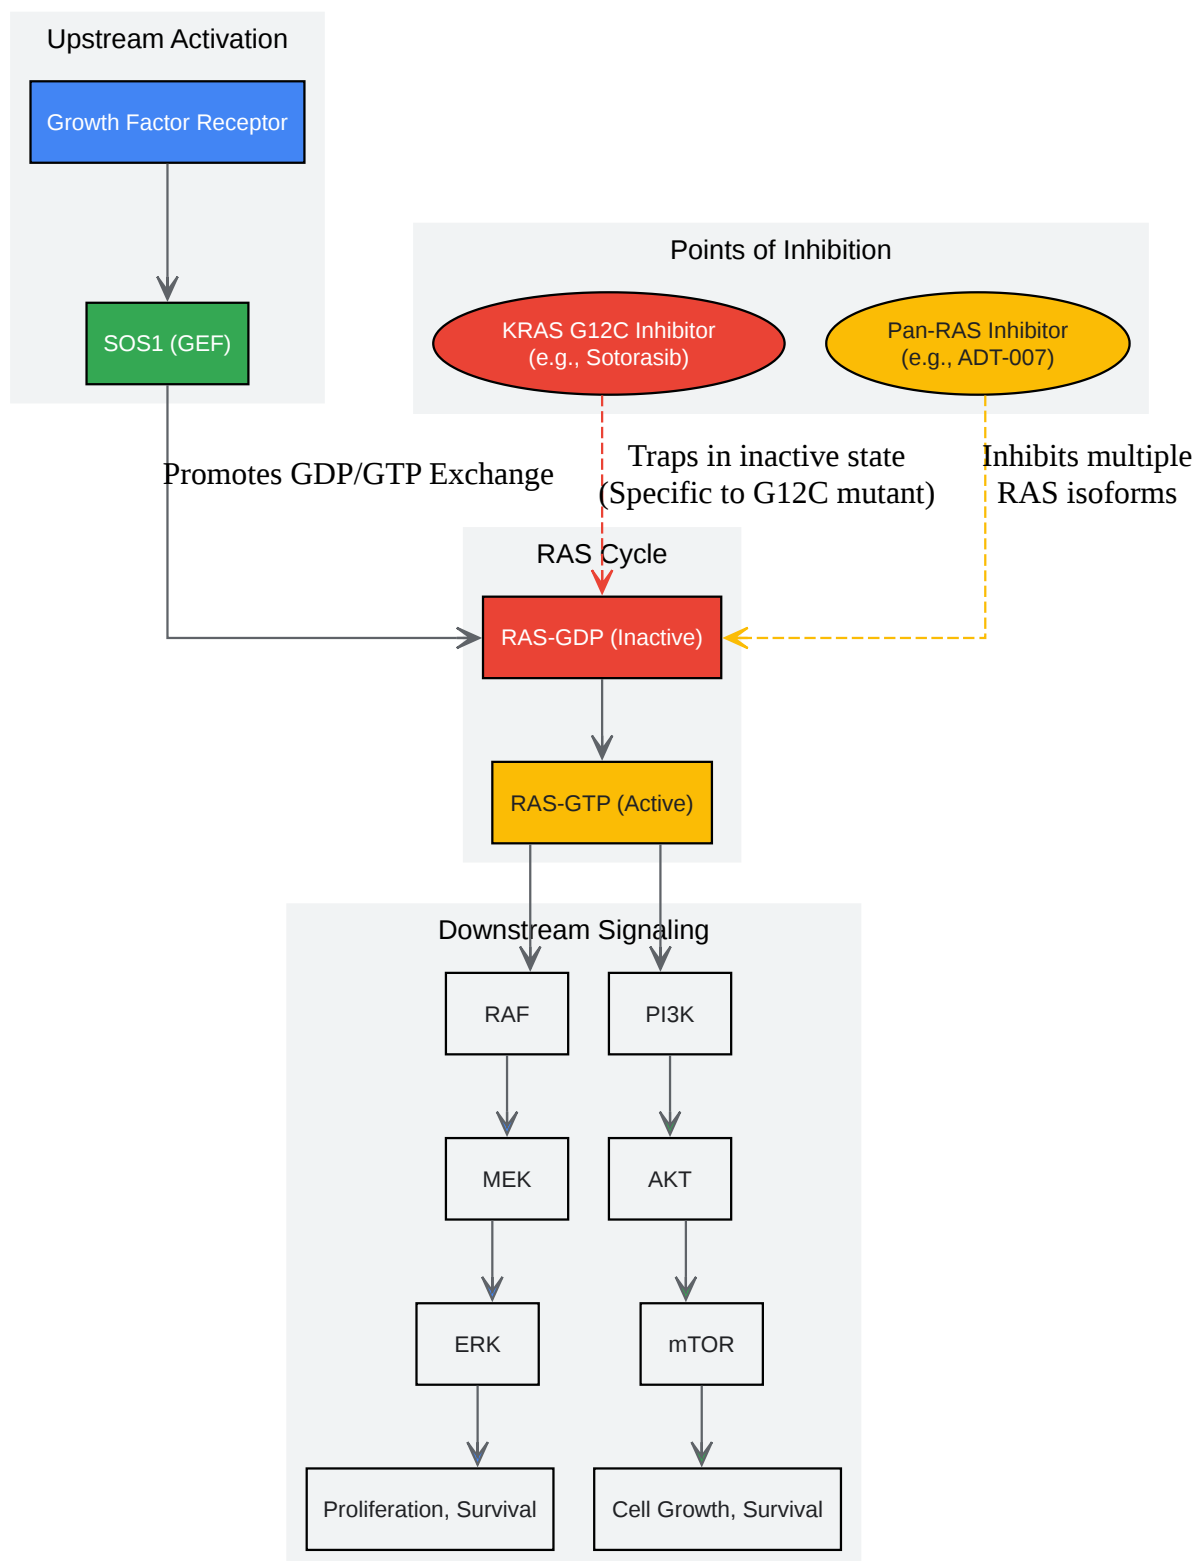 Upstream Activation
Growth Factor Receptor
SOS1 (GEF)
Points of Inhibition
KRAS G12C Inhibitor
(e.g., Sotorasib)
Pan-RAS Inhibitor
(e.g., ADT-007)
Promotes GDP/GTP Exchange
Traps in inactive state
(Specific to G12C mutant)
Inhibits multiple
RAS isoforms
RAS Cycle
RAS-GDP (Inactive)
RAS-GTP (Active)
Downstream Signaling
RAF
PI3K
MEK
AKT
ERK
mTOR
Proliferation, Survival
Cell Growth, Survival